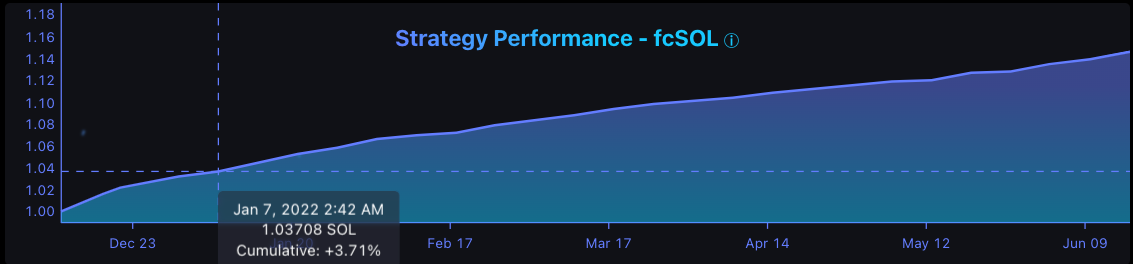 Strategy Performance - fcSOL ⓘ
1.18
1.16
1.14
1.12
1.10
1.08
1.06
1.04
1.02
1.00
Jan 7, 2022 2:42 AM
1.03708 SOL
Cumulative: +3.71%
Dec 23 Jan 20 Feb 17 Mar 17 Apr 14 May 12 Jun 09